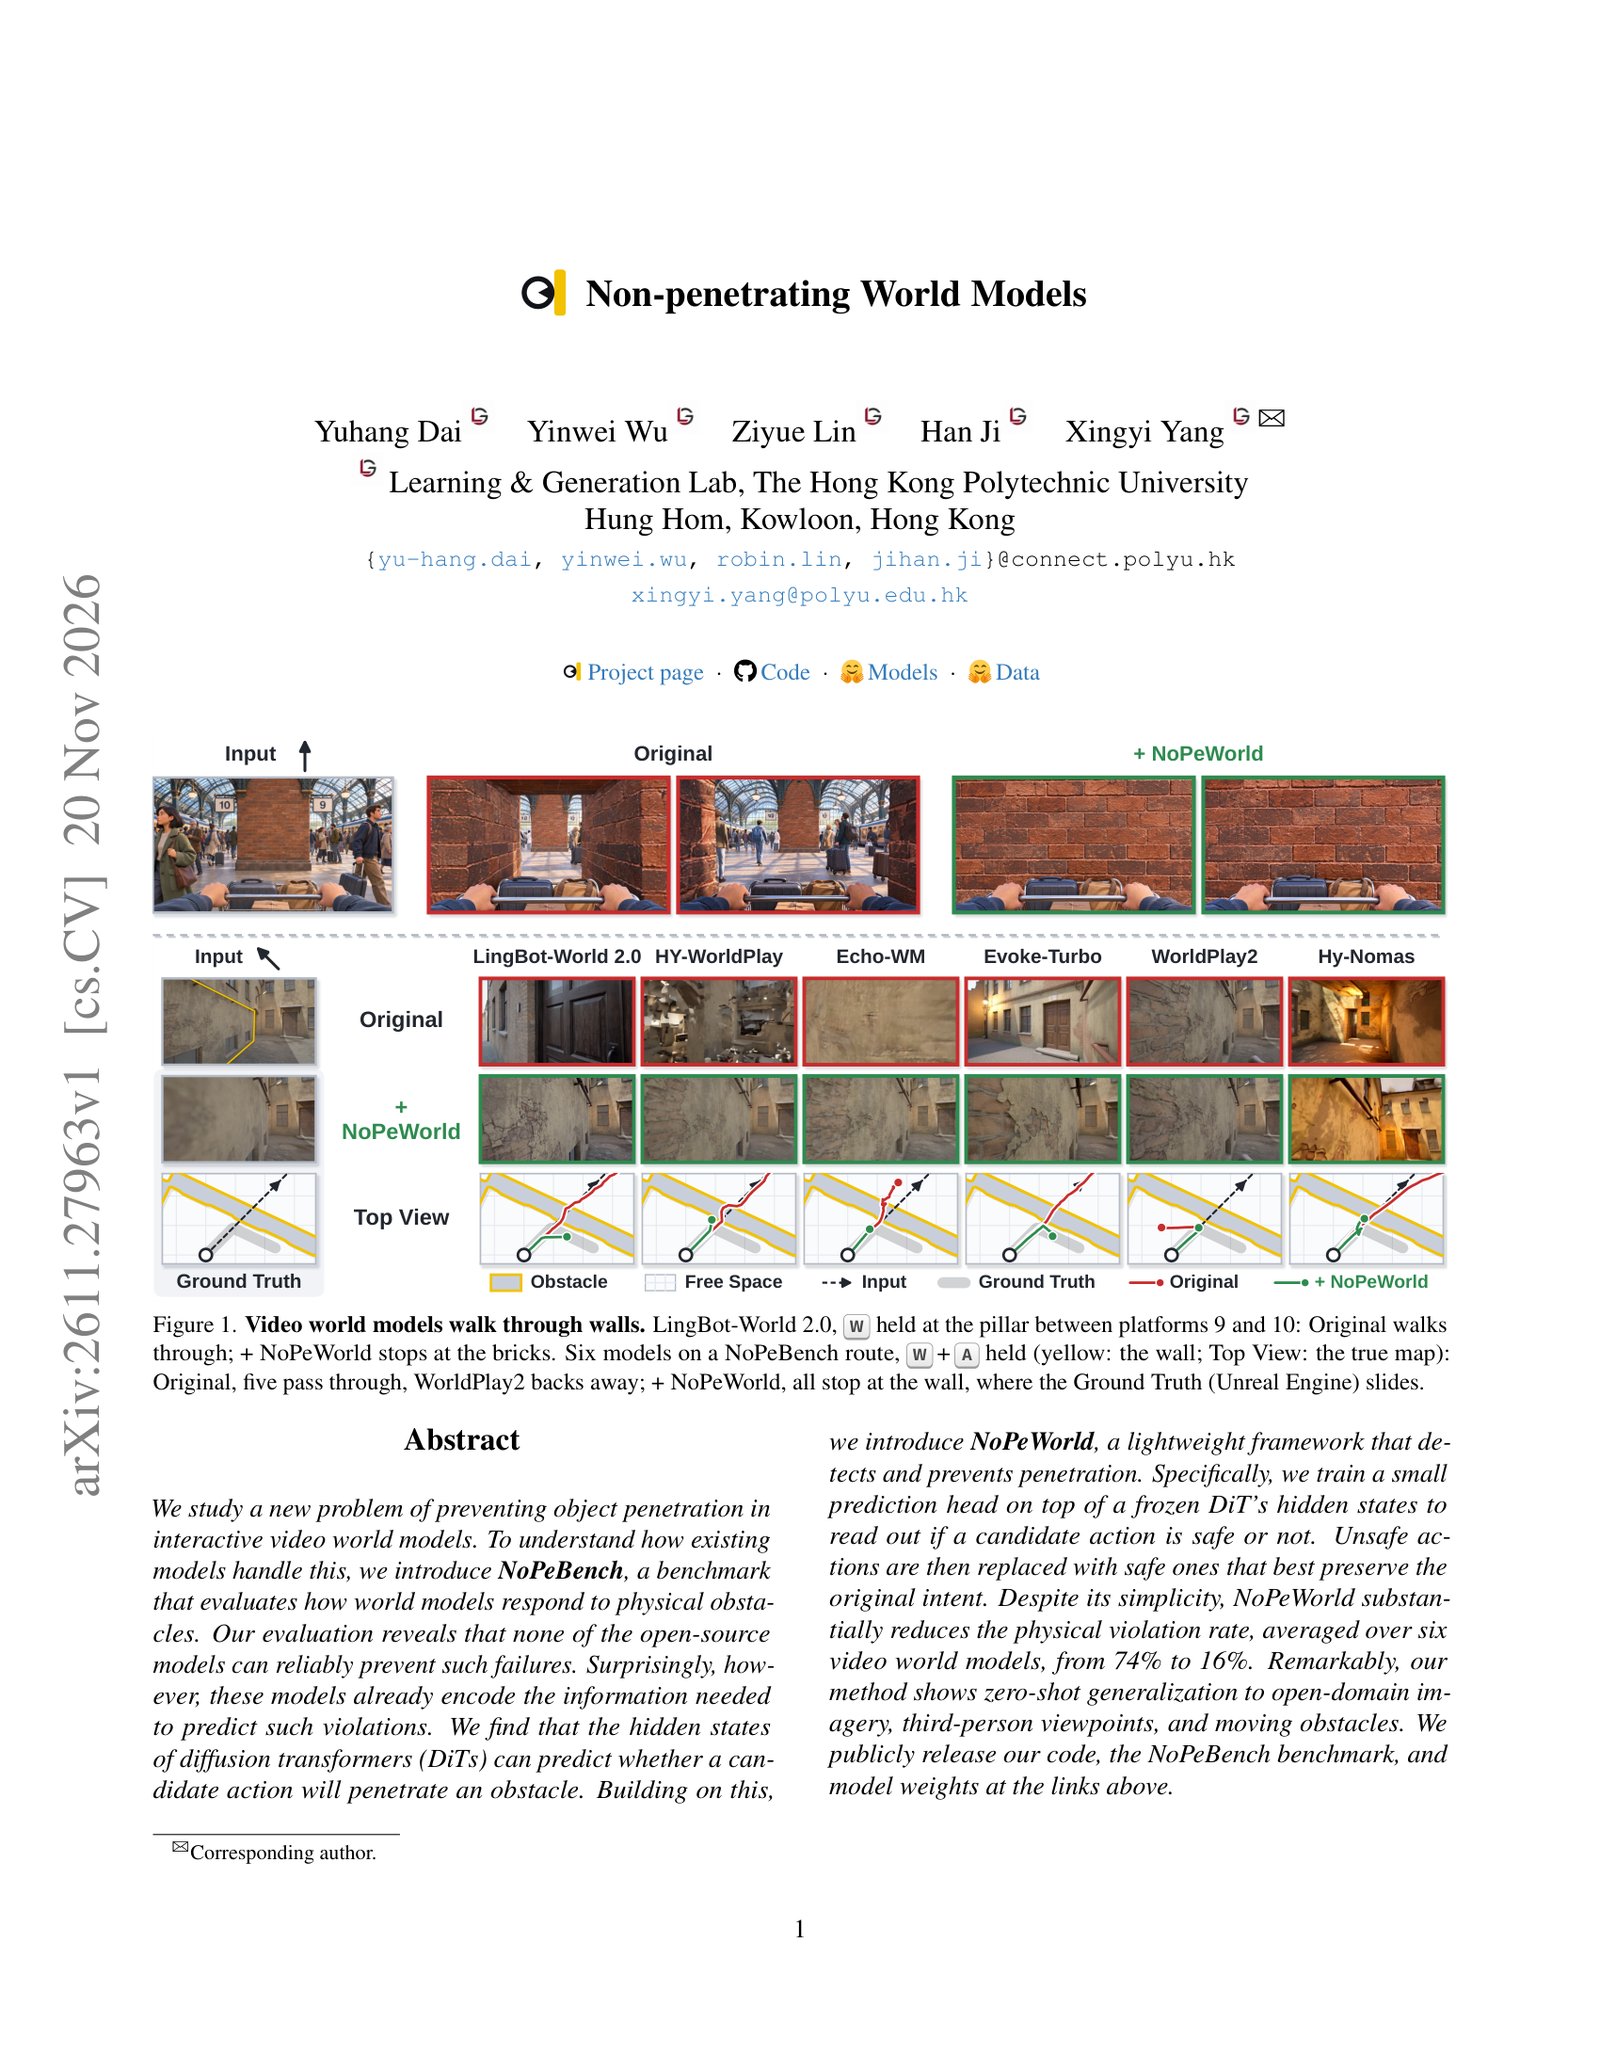 Non-penetrating World Models
Yuhang Dai Yinwei Wu Ziyue Lin Han Ji Xingyi Yang
Learning & Generation Lab, The Hong Kong Polytechnic University
Hung Hom, Kowloon, Hong Kong
{yu-hang.dai, yinwei.wu, robin.lin, jihan.ji}@connect.polyu.hk
xingyi.yang@polyu.edu.hk
Project page · Code · Models · Data
arXiv:2611.27963v1 [cs.CV] 20 Nov 2026
Input Original + NoPeWorld
10 9
Input LingBot-World 2.0 HY-WorldPlay Echo-WM Evoke-Turbo WorldPlay2 Hy-Nomas
Original
+
NoPeWorld
Top View
Ground Truth Obstacle Free Space Input Ground Truth Original + NoPeWorld
Figure 1. Video world models walk through walls. LingBot-World 2.0, W held at the pillar between platforms 9 and 10: Original walks
through; + NoPeWorld stops at the bricks. Six models on a NoPeBench route, W + A held (yellow: the wall; Top View: the true map):
Original, five pass through, WorldPlay2 backs away; + NoPeWorld, all stop at the wall, where the Ground Truth (Unreal Engine) slides.
Abstract
We study a new problem of preventing object penetration in
interactive video world models. To understand how existing
models handle this, we introduce NoPeBench, a benchmark
that evaluates how world models respond to physical obsta-
cles. Our evaluation reveals that none of the open-source
models can reliably prevent such failures. Surprisingly, how-
ever, these models already encode the information needed
to predict such violations. We find that the hidden states
of diffusion transformers (DiTs) can predict whether a can-
didate action will penetrate an obstacle. Building on this,
we introduce NoPeWorld, a lightweight framework that de-
tects and prevents penetration. Specifically, we train a small
prediction head on top of a frozen DiT's hidden states to
read out if a candidate action is safe or not. Unsafe ac-
tions are then replaced with safe ones that best preserve the
original intent. Despite its simplicity, NoPeWorld substan-
tially reduces the physical violation rate, averaged over six
video world models, from 74% to 16%. Remarkably, our
method shows zero-shot generalization to open-domain im-
agery, third-person viewpoints, and moving obstacles. We
publicly release our code, the NoPeBench benchmark, and
model weights at the links above.
Corresponding author.
1